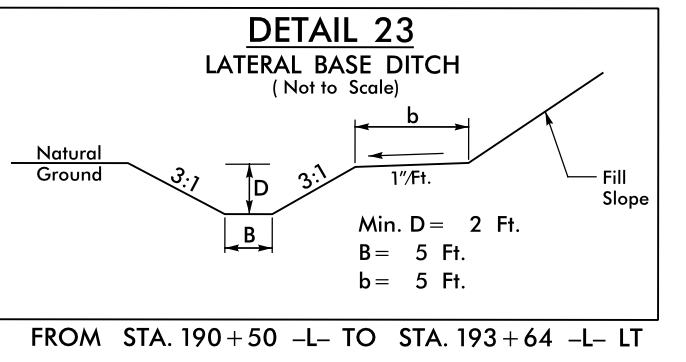 DETAIL 23
LATERAL BASE DITCH
( Not to Scale)
b
Natural
Ground
3:1
D
3:1
1"/Ft.
Fill
Slope
B
Min. D= 2 Ft.
B= 5 Ft.
b= 5 Ft.
FROM STA. 190+50 -L- TO STA. 193+64 -L- LT